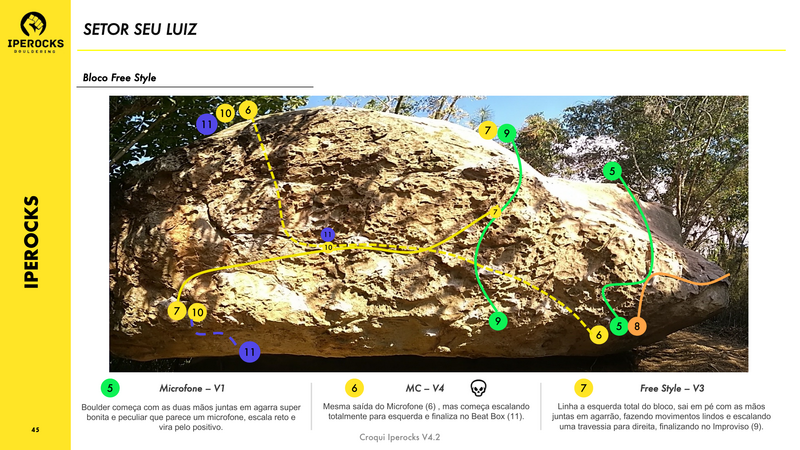 IPEROCKS
BOULDERING
SETOR SEU LUIZ
Bloco Free Style
IPEROCKS
11
10
6
7
9
5
7
11
10
7
10
11
9
6
5
8
5
Microfone – V1
Boulder começa com as duas mãos juntas em agarra super
bonita e peculiar que parece um microfone, escala reto e
vira pelo positivo.
6
MC – V4
Mesma saída do Microfone (6) , mas começa escalando
totalmente para esquerda e finaliza no Beat Box (11).
7
Free Style – V3
Linha a esquerda total do bloco, sai em pé com as mãos
juntas em agarrão, fazendo movimentos lindos e escalando
uma travessia para direita, finalizando no Improviso (9).
45
Croqui Iperocks V4.2